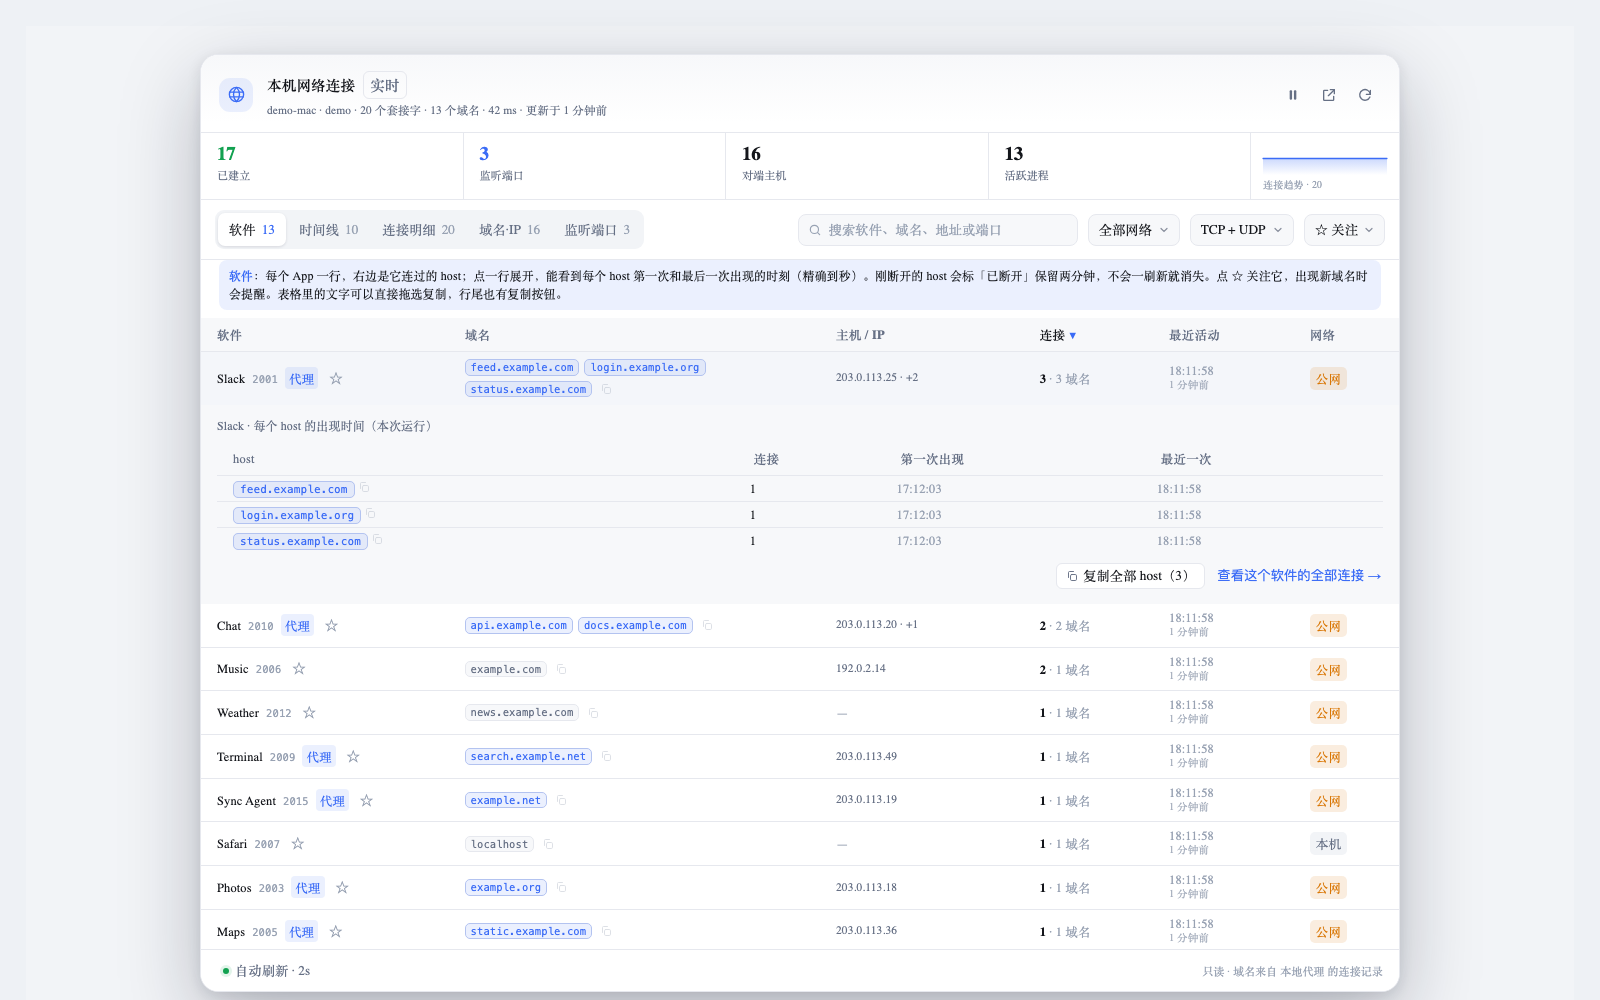 本机网络连接 实时
demo-mac · demo · 20 个套接字 · 13 个域名 · 42 ms · 更新于 1 分钟前
17
已建立
3
监听端口
16
对端主机
13
活跃进程
连接趋势 · 20
软件 13 时间线 10 连接明细 20 域名·IP 16 监听端口 3
搜索软件、域名、地址或端口
全部网络
TCP + UDP
☆ 关注
软件：每个 App 一行，右边是它连过的 host；点一行展开，能看到每个 host 第一次和最后一次出现的时刻（精确到秒）。刚断开的 host 会标「已断开」保留两分钟，不会一刷新就消失。点 ☆ 关注它，出现新域名时
会提醒。表格里的文字可以直接拖选复制，行尾也有复制按钮。
软件 域名 主机 / IP 连接 ▼ 最近活动 网络
Slack 2001 代理 ☆ feed.example.com login.example.org 203.0.113.25 · +2 3 · 3 域名 18:11:58 公网
status.example.com 1 分钟前
Slack · 每个 host 的出现时间（本次运行）
host 连接 第一次出现 最近一次
feed.example.com 1 17:12:03 18:11:58
login.example.org 1 17:12:03 18:11:58
status.example.com 1 17:12:03 18:11:58
复制全部 host（3） 查看这个软件的全部连接 →
Chat 2010 代理 ☆ api.example.com docs.example.com 203.0.113.20 · +1 2 · 2 域名 18:11:58 公网
1 分钟前
Music 2006 ☆ example.com 192.0.2.14 2 · 1 域名 18:11:58 公网
1 分钟前
Weather 2012 ☆ news.example.com — 1 · 1 域名 18:11:58 公网
1 分钟前
Terminal 2009 代理 ☆ search.example.net 203.0.113.49 1 · 1 域名 18:11:58 公网
1 分钟前
Sync Agent 2015 代理 ☆ example.net 203.0.113.19 1 · 1 域名 18:11:58 公网
1 分钟前
Safari 2007 ☆ localhost — 1 · 1 域名 18:11:58 本机
1 分钟前
Photos 2003 代理 ☆ example.org 203.0.113.18 1 · 1 域名 18:11:58 公网
1 分钟前
Maps 2005 代理 ☆ static.example.com 203.0.113.36 1 · 1 域名 18:11:58 公网
1 分钟前
自动刷新 · 2s
只读 · 域名来自 本地代理 的连接记录